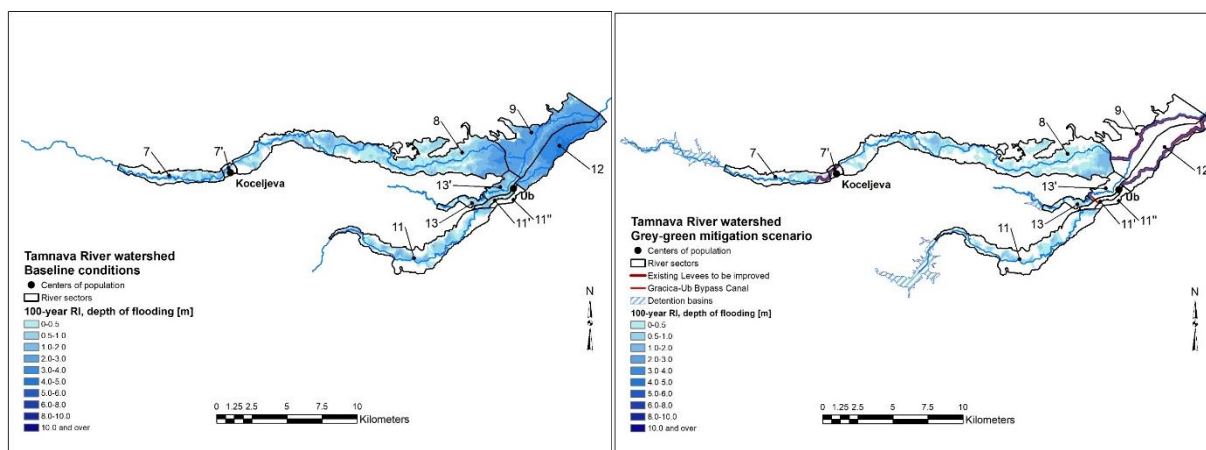 9
8
7
7'
12
Koceljeva
13'
Ub
13
11'
11"
11
Tamnava River watershed
Baseline conditions
Centers of population
River sectors
100-year RI, depth of flooding [m]
0-0.5
0.5-1.0
1.0-2.0
2.0-3.0
3.0-4.0
4.0-5.0
5.0-6.0
6.0-8.0
8.0-10.0
10.0 and over
N
0 1.25 2.5 5 7.5 10
Kilometers
9
8
7
7'
12
Koceljeva
13'
Ub
13
11'
11"
11
Tamnava River watershed
Grey-green mitigation scenario
Centers of population
River sectors
Existing Levees to be improved
Gracica-Ub Bypass Canal
Detention basins
100-year RI, depth of flooding [m]
0-0.5
0.5-1.0
1.0-2.0
2.0-3.0
3.0-4.0
4.0-5.0
5.0-6.0
6.0-8.0
8.0-10.0
10.0 and over
N
0 1.25 2.5 5 7.5 10
Kilometers